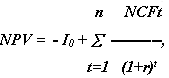 n NCFt
NPV = - I₀ + ∑ ————,
t=1 (1+r)ᵗ